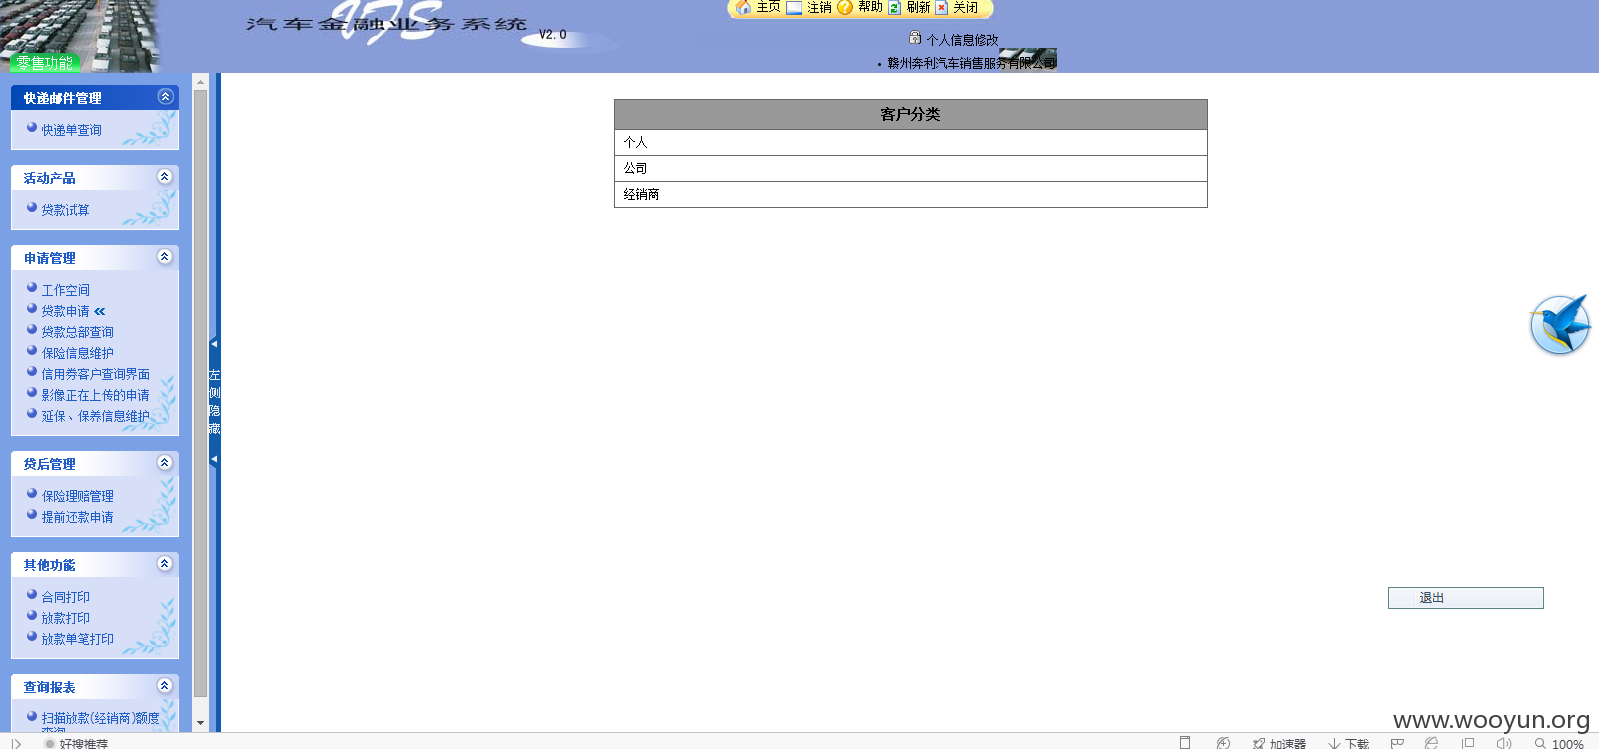 汽车金融业务系统
IFS
V2.0
主页 注销 帮助 刷新 关闭
个人信息修改
• 赣州奔利汽车销售服务有限公司
零售功能
快递邮件管理
快递单查询
活动产品
贷款试算
申请管理
工作空间
贷款申请 «
贷款总部查询
保险信息维护
信用券客户查询界面
影像正在上传的申请
延保、保养信息维护
贷后管理
保险理赔管理
提前还款申请
其他功能
合同打印
放款打印
放款单笔打印
查询报表
扫描放款(经销商)额度
查询
左侧隐藏
客户分类
个人
公司
经销商
退出
www.wooyun.org
好搜推荐
加速器
下载
100%